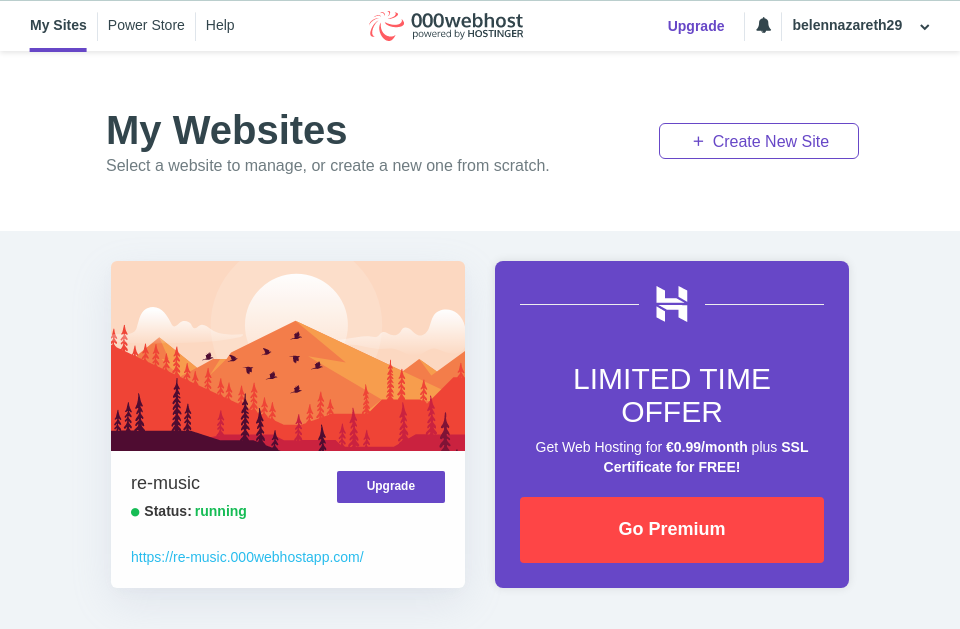 My Sites
Power Store
Help
000webhost
powered by HOSTINGER
Upgrade
belennazareth29
My Websites
Select a website to manage, or create a new one from scratch.
+ Create New Site
re-music
Upgrade
Status: running
https://re-music.000webhostapp.com/
LIMITED TIME
OFFER
Get Web Hosting for €0.99/month plus SSL
Certificate for FREE!
Go Premium